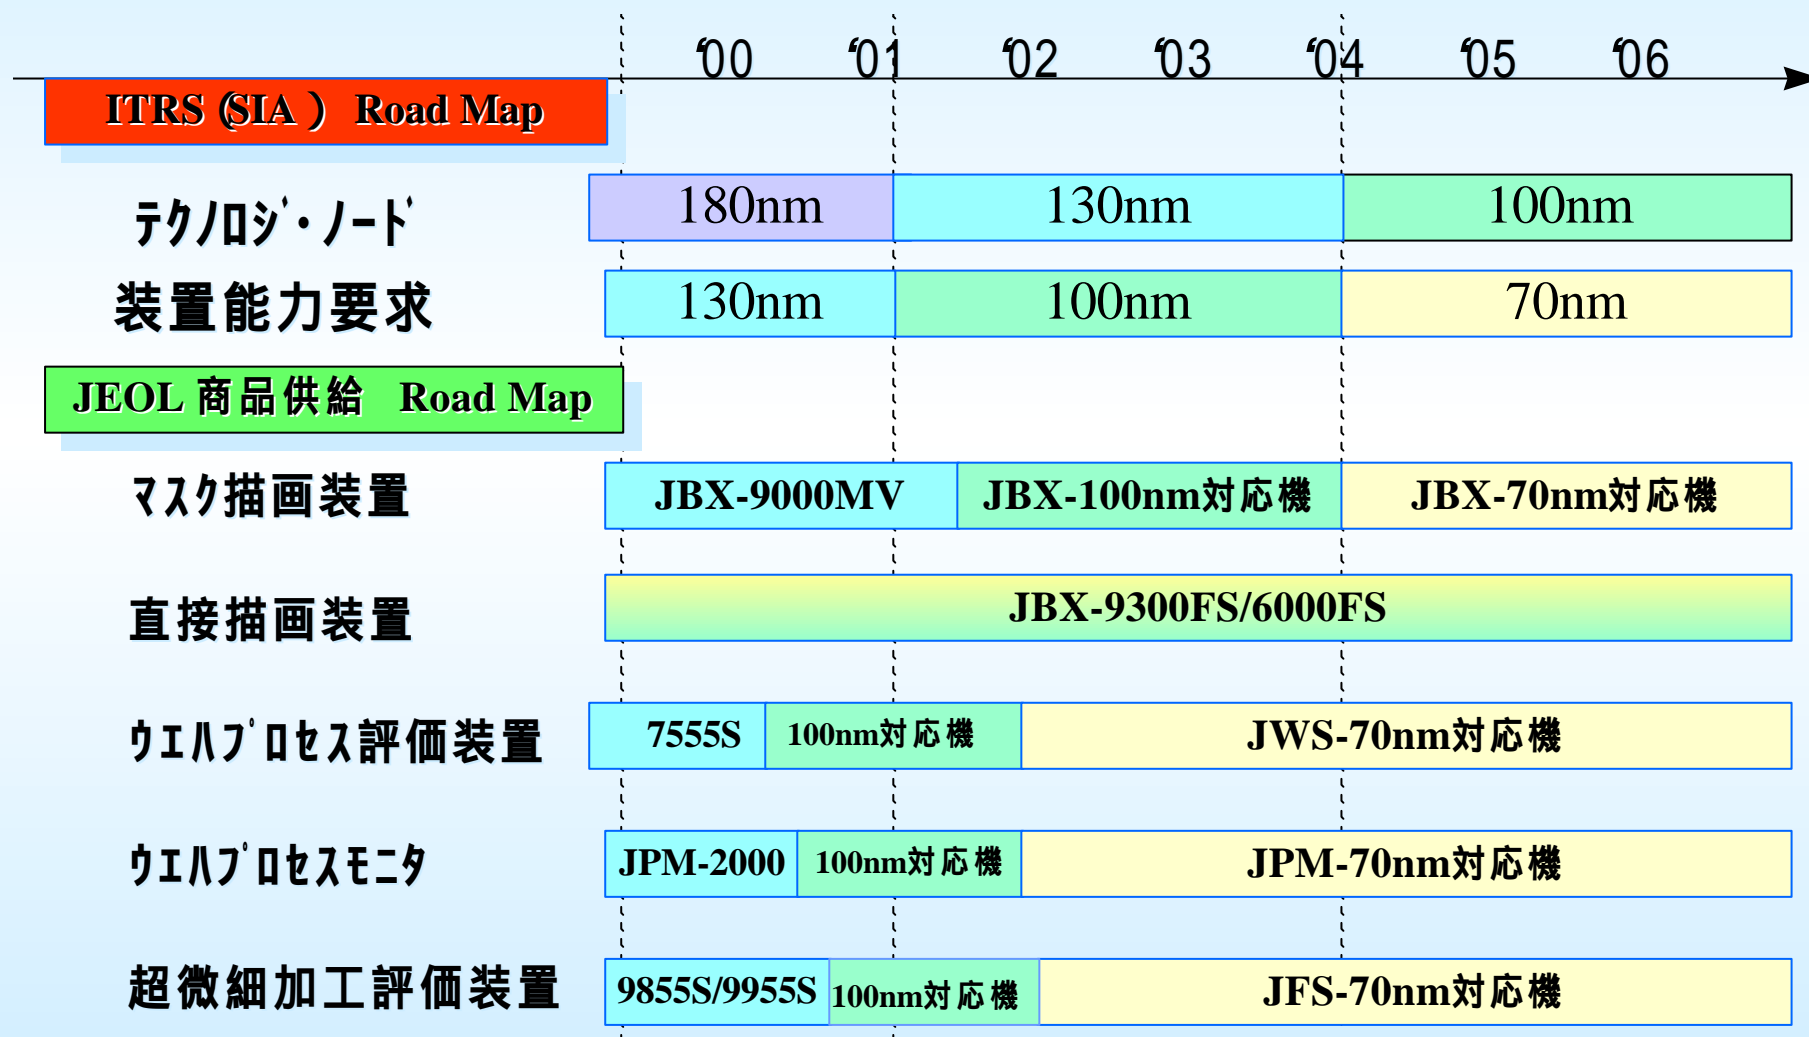 ‘00 ‘01 ‘02 ‘03 ‘04 ‘05 ‘06
ITRS (SIA ) Road Map
ﾃｸﾉﾛｼﾞ・ﾉｰﾄﾞ 180nm 130nm 100nm
装置能力要求 130nm 100nm 70nm
JEOL 商品供給 Road Map
ﾏｽｸ描画装置 JBX-9000MV JBX-100nm対応機 JBX-70nm対応機
直接描画装置 JBX-9300FS/6000FS
ｳｴﾊﾌﾟﾛｾｽ評価装置 7555S 100nm対応機 JWS-70nm対応機
ｳｴﾊﾌﾟﾛｾｽﾓﾆﾀ JPM-2000 100nm対応機 JPM-70nm対応機
超微細加工評価装置 9855S/9955S 100nm対応機 JFS-70nm対応機